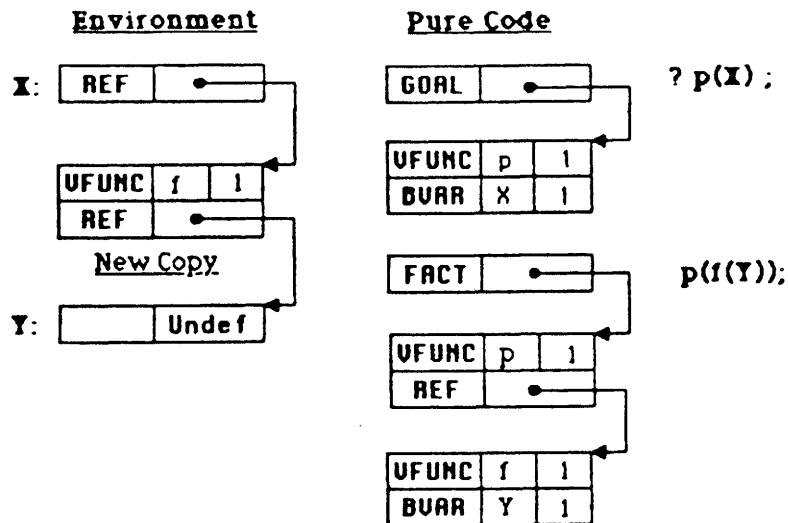 Environment
X: REF
VFUNC f 1
REF
New Copy
Y: Undef
Pure Code
GOAL ? p(X) ;
VFUNC p 1
BVAR X 1
FACT p(f(Y));
VFUNC p 1
REF
VFUNC f 1
BVAR Y 1